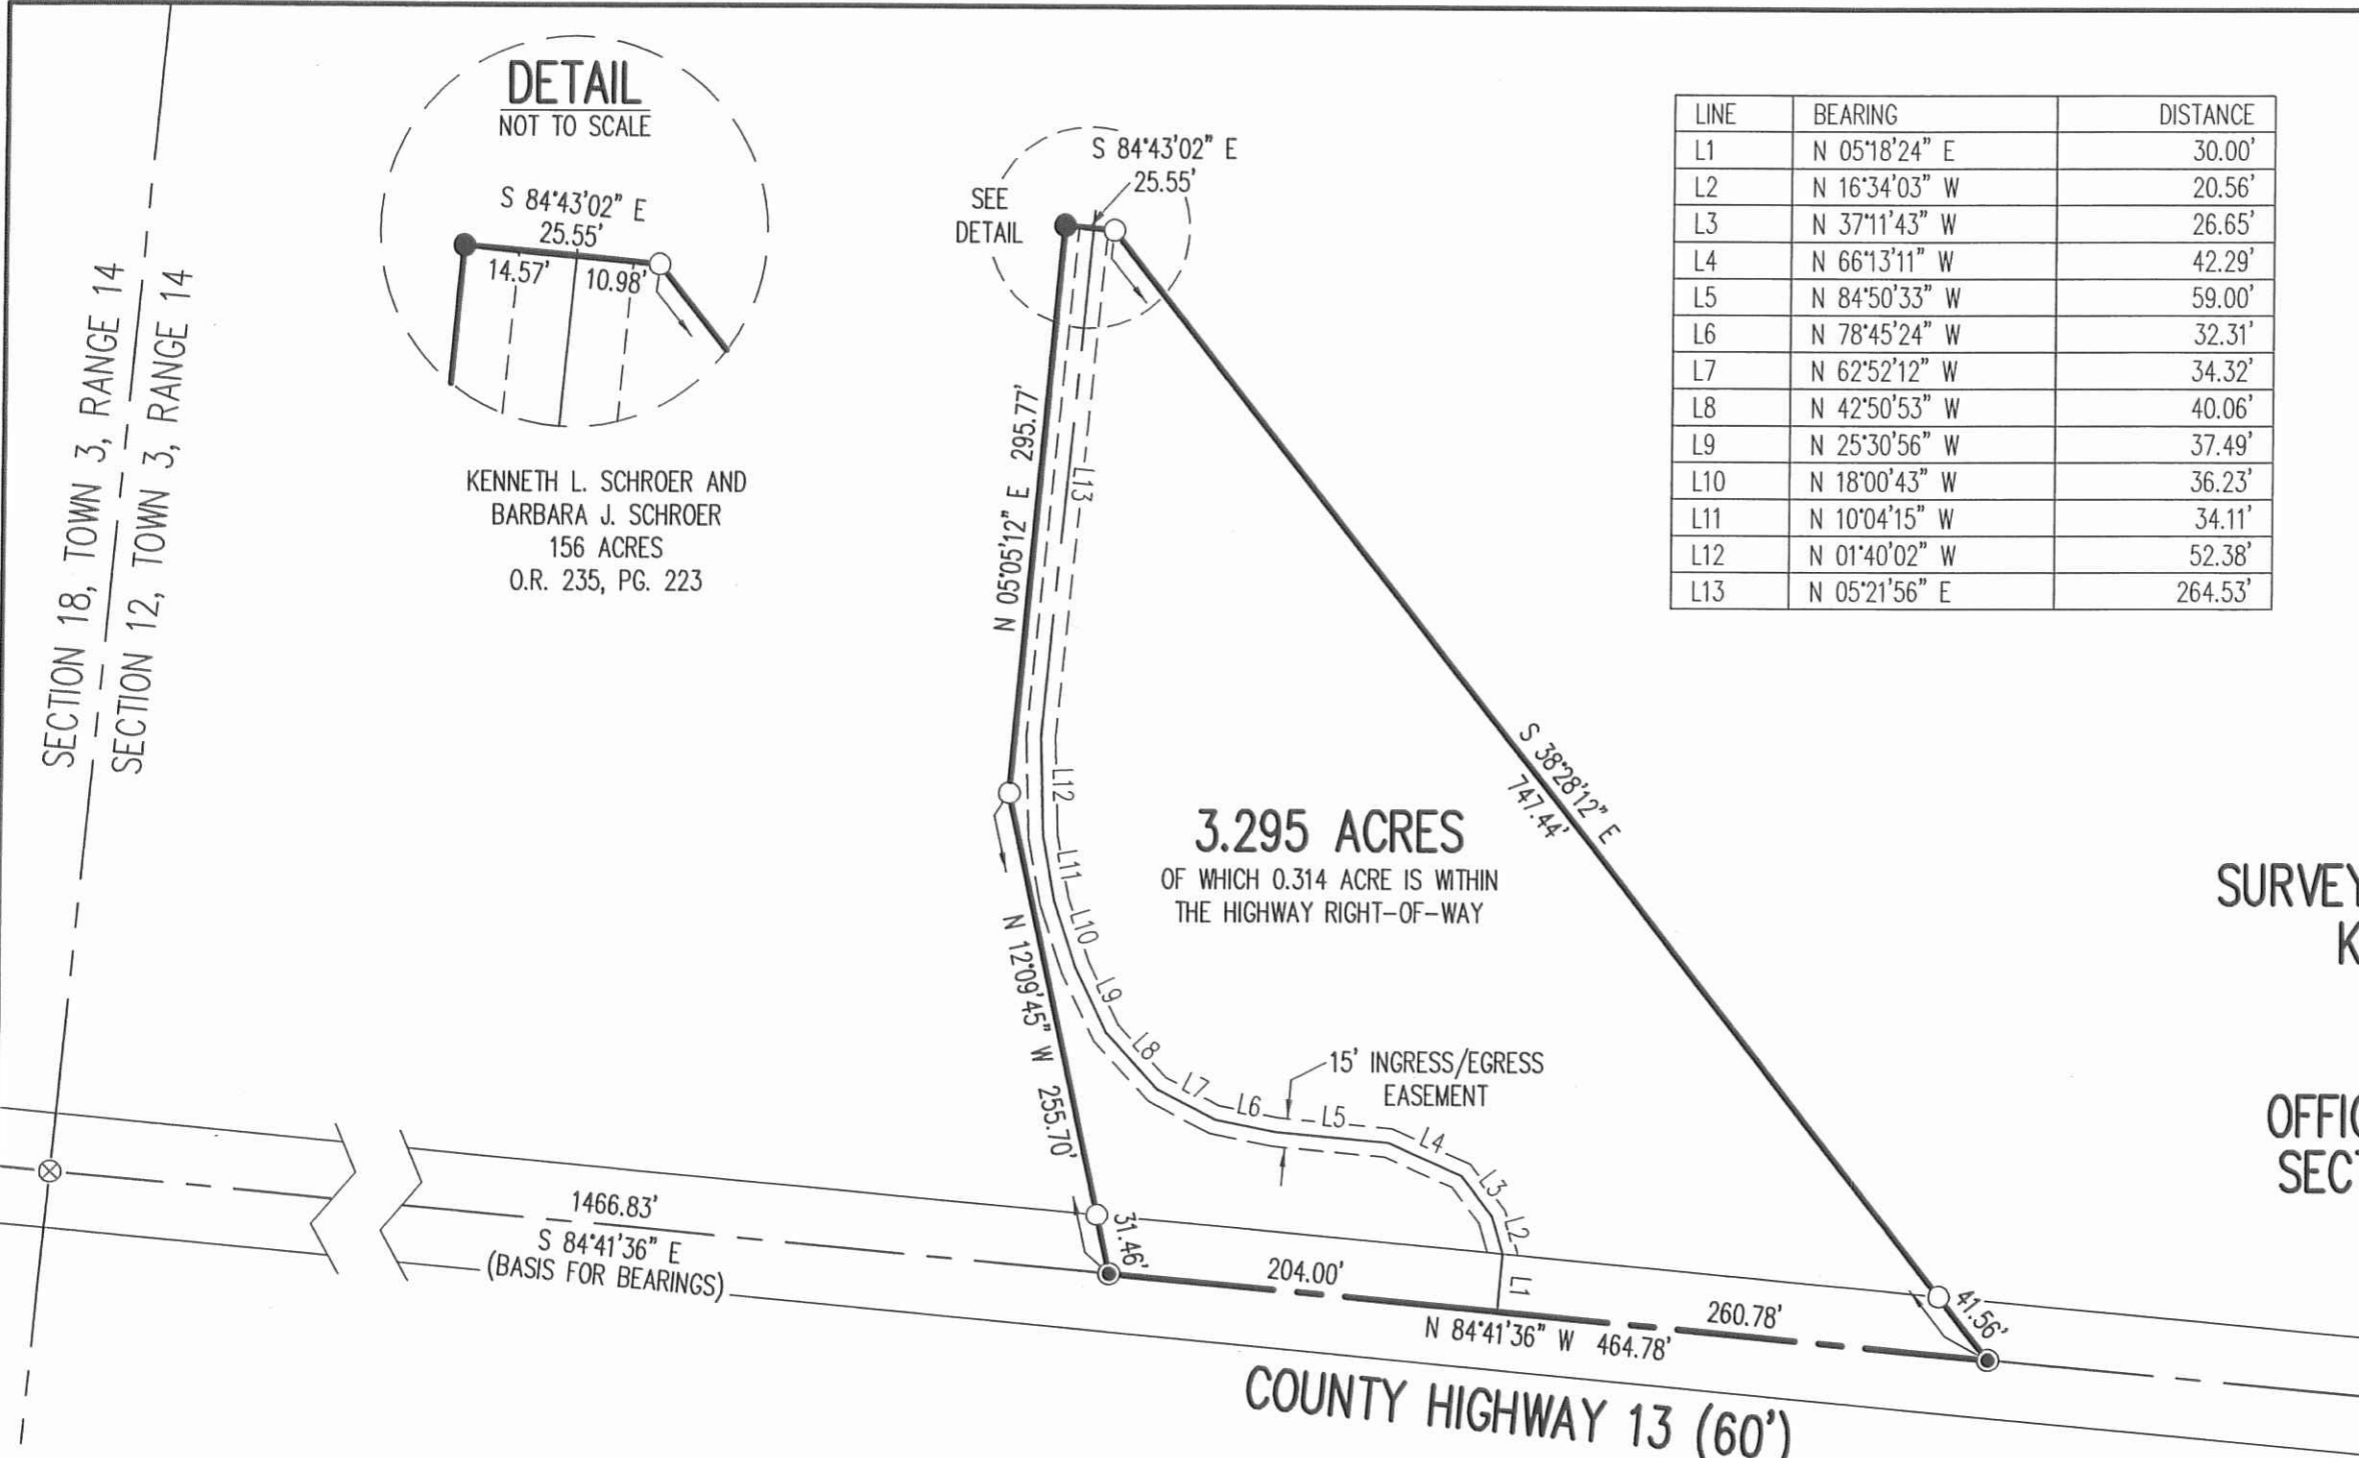 DETAIL
NOT TO SCALE
S 84°43'02" E
25.55'
14.57'
10.98'
KENNETH L. SCHROER AND
BARBARA J. SCHROER
156 ACRES
O.R. 235, PG. 223
SECTION 18, TOWN 3, RANGE 14
SECTION 12, TOWN 3, RANGE 14
SEE
DETAIL
S 84°43'02" E
25.55'
LINE BEARING DISTANCE
L1 N 05°18'24" E 30.00'
L2 N 16°34'03" W 20.56'
L3 N 37°11'43" W 26.65'
L4 N 66°13'11" W 42.29'
L5 N 84°50'33" W 59.00'
L6 N 78°45'24" W 32.31'
L7 N 62°52'12" W 34.32'
L8 N 42°50'53" W 40.06'
L9 N 25°30'56" W 37.49'
L10 N 18°00'43" W 36.23'
L11 N 10°04'15" W 34.11'
L12 N 01°40'02" W 52.38'
L13 N 05°21'56" E 264.53'
N 05°05'12" E 295.77'
L13
S 38°28'12" E
747.44'
L12
L11
L10
L9
L8
L7
L6
L5
L4
L3
L2
L1
3.295 ACRES
OF WHICH 0.314 ACRE IS WITHIN
THE HIGHWAY RIGHT-OF-WAY
N 12°09'45" W 255.70'
15' INGRESS/EGRESS
EASEMENT
SURVEY
K
OFFIC
SECT
1466.83'
S 84°41'36" E
(BASIS FOR BEARINGS)
31.46'
204.00'
260.78'
41.56'
N 84°41'36" W 464.78'
COUNTY HIGHWAY 13 (60')